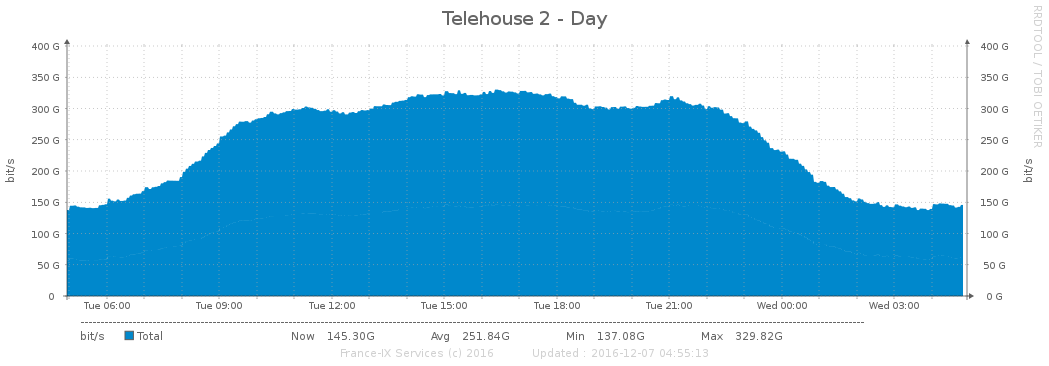 Telehouse 2 - Day
RRDTOOL / TOBI OETIKER
400 G 400 G
350 G 350 G
300 G 300 G
250 G 250 G
200 G 200 G
150 G 150 G
100 G 100 G
50 G 50 G
0 0 G
bit/s bit/s
Tue 06:00 Tue 09:00 Tue 12:00 Tue 15:00 Tue 18:00 Tue 21:00 Wed 00:00 Wed 03:00
bit/s Total Now 145.30G Avg 251.84G Min 137.08G Max 329.82G
France-IX Services (c) 2016 Updated : 2016-12-07 04:55:13